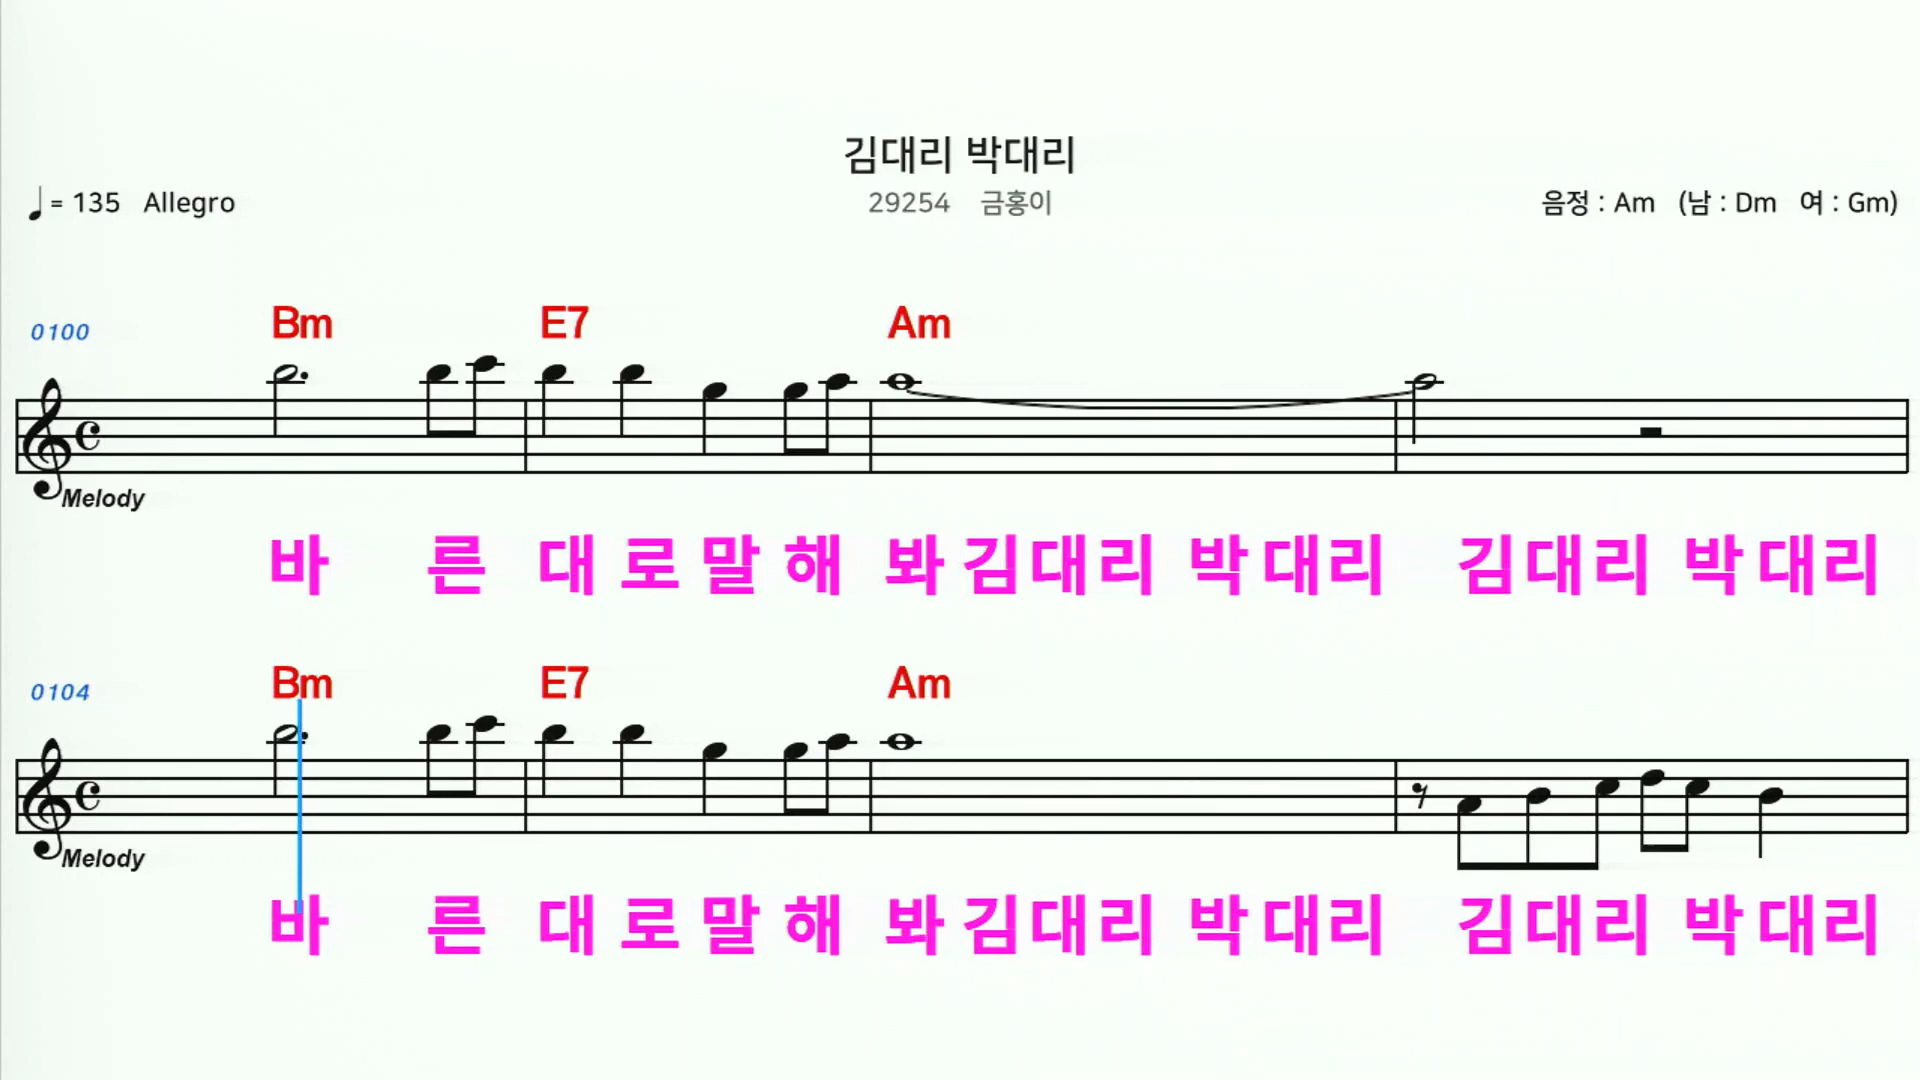 김대리 박대리
= 135 Allegro
29254 금홍이
음정 : Am (남 : Dm 여 : Gm)
0100 Bm E7 Am
Melody
바 른 대 로 말 해 봐 김 대 리 박 대 리 김 대 리 박 대 리
0104 Bm E7 Am
Melody
바 른 대 로 말 해 봐 김 대 리 박 대 리 김 대 리 박 대 리